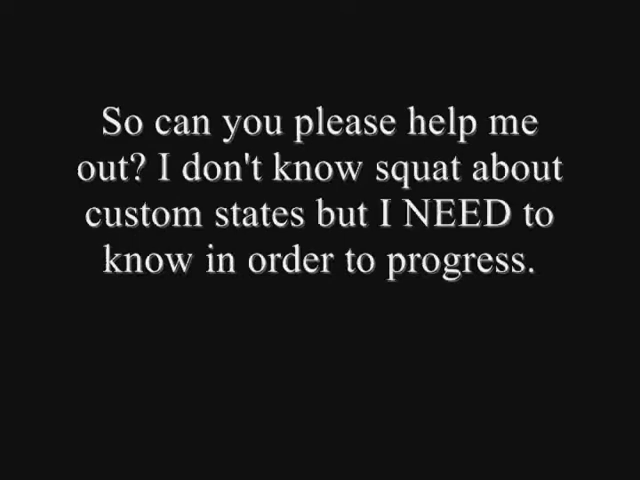 So can you please help me
out? I don't know squat about
custom states but I NEED to
know in order to progress.